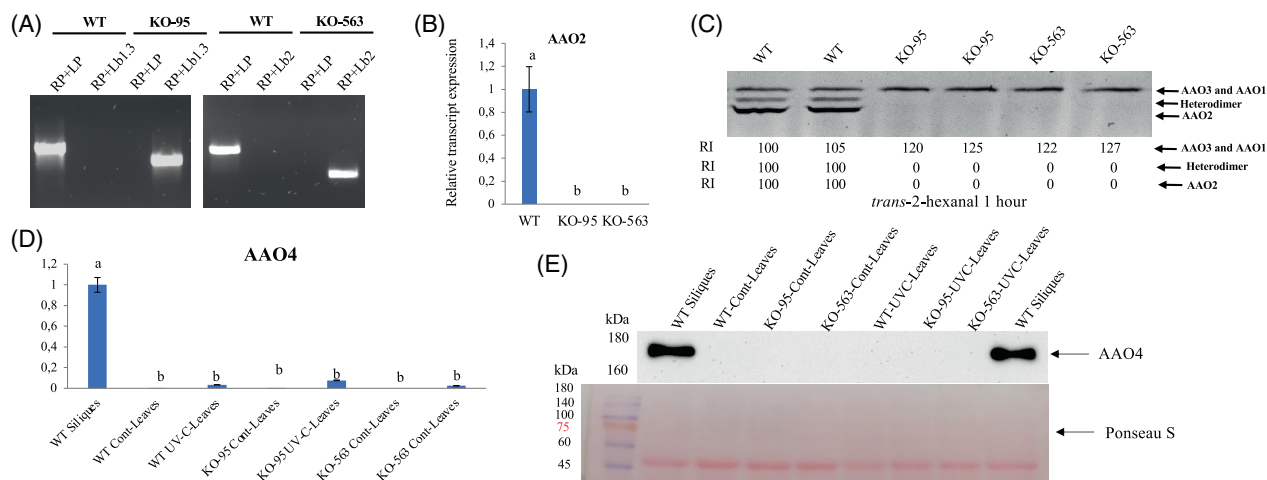 (A)
WT
KO-95
WT
KO-563
RP+LP
RP+Lb1.3
RP+LP
RP+Lb1.3
RP+LP
RP+Lb2
RP+LP
RP+Lb2
(B)
AAO2
Relative transcript expression
1,4
1,2
1
0,8
0,6
0,4
0,2
0
a
b
b
WT
KO-95
KO-563
(C)
WT
WT
KO-95
KO-95
KO-563
KO-563
AAO3 and AAO1
Heterodimer
AAO2
RI 100 105 120 125 122 127 AAO3 and AAO1
RI 100 100 0 0 0 0 Heterodimer
RI 100 100 0 0 0 0 AAO2
trans-2-hexanal 1 hour
(D)
AAO4
1,2
1
0,8
0,6
0,4
0,2
0
a
b
b
b
b
b
b
WT Siliques
WT Cont-Leaves
WT UV-C-Leaves
KO-95 Cont-Leaves
KO-95 UV-C-Leaves
KO-563 Cont-Leaves
KO-563 Cont-Leaves
(E)
WT Siliques
WT-Cont-Leaves
KO-95-Cont-Leaves
KO-563-Cont-Leaves
WT-UVC-Leaves
KO-95-UVC-Leaves
KO-563-UVC-Leaves
WT Siliques
kDa
180
160
AAO4
kDa
180
140
100
75
60
45
Ponseau S